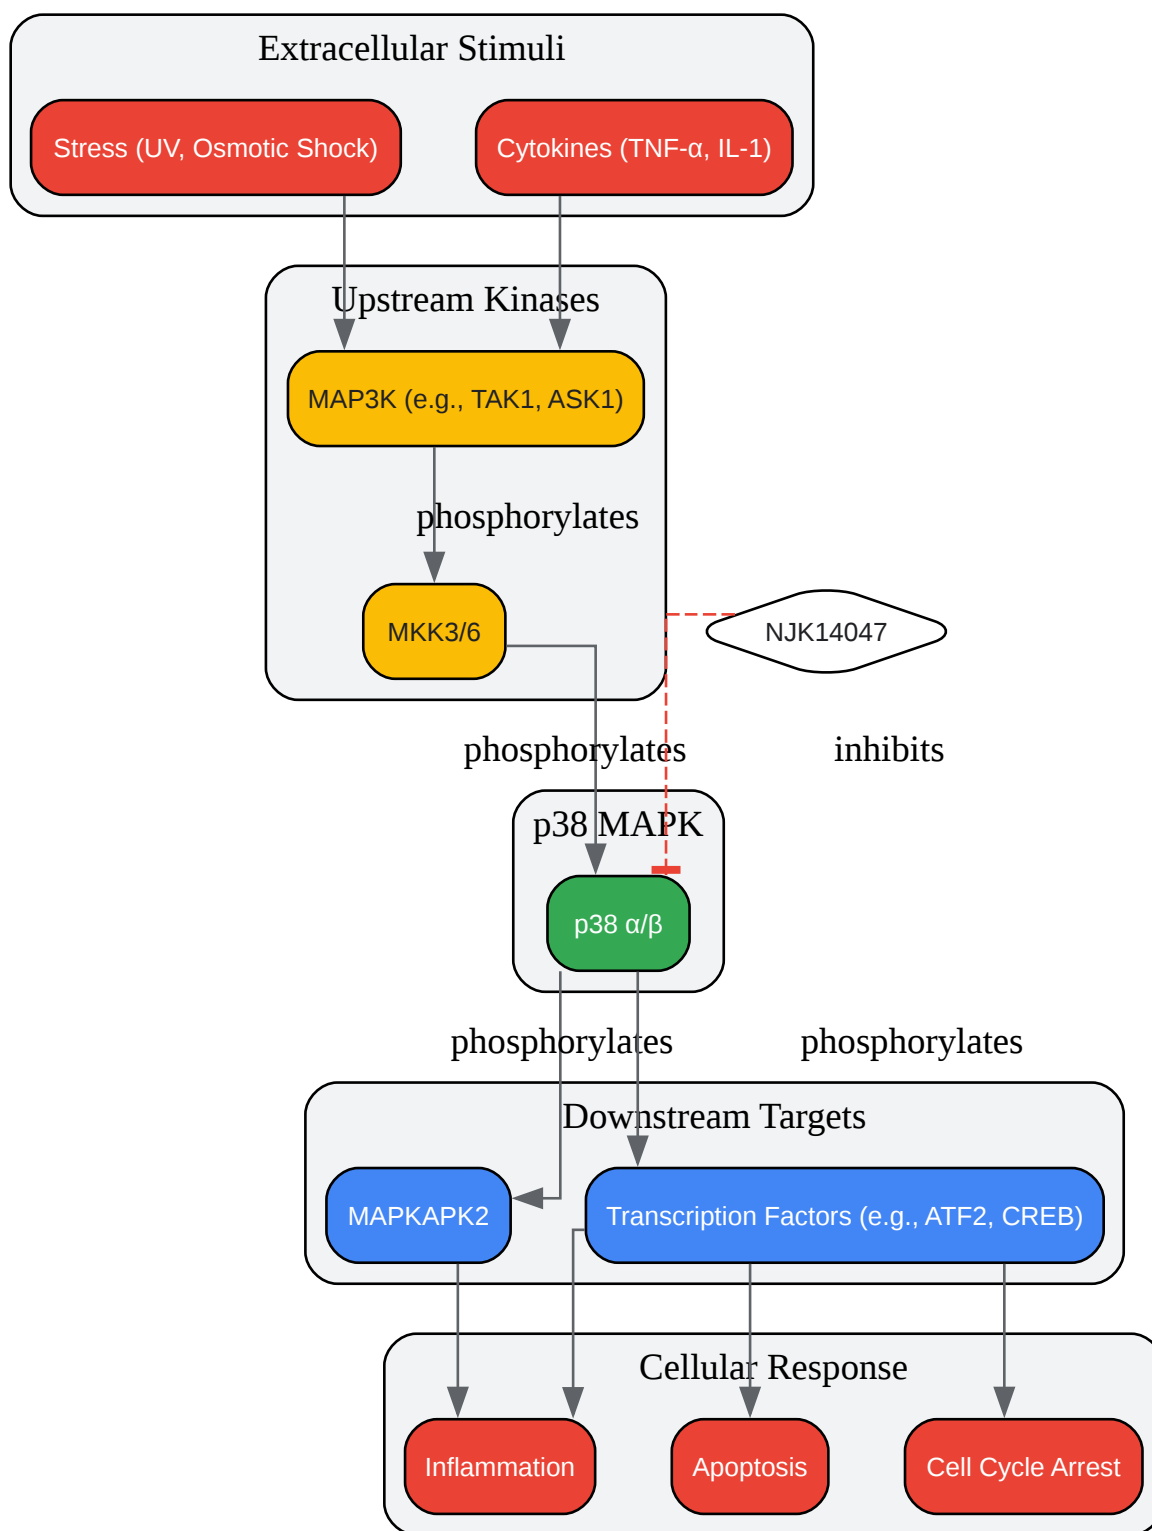 Extracellular Stimuli
Stress (UV, Osmotic Shock)
Cytokines (TNF-α, IL-1)
Upstream Kinases
MAP3K (e.g., TAK1, ASK1)
phosphorylates
MKK3/6
NJK14047
phosphorylates
inhibits
p38 MAPK
p38 α/β
phosphorylates
phosphorylates
Downstream Targets
MAPKAPK2
Transcription Factors (e.g., ATF2, CREB)
Cellular Response
Inflammation
Apoptosis
Cell Cycle Arrest